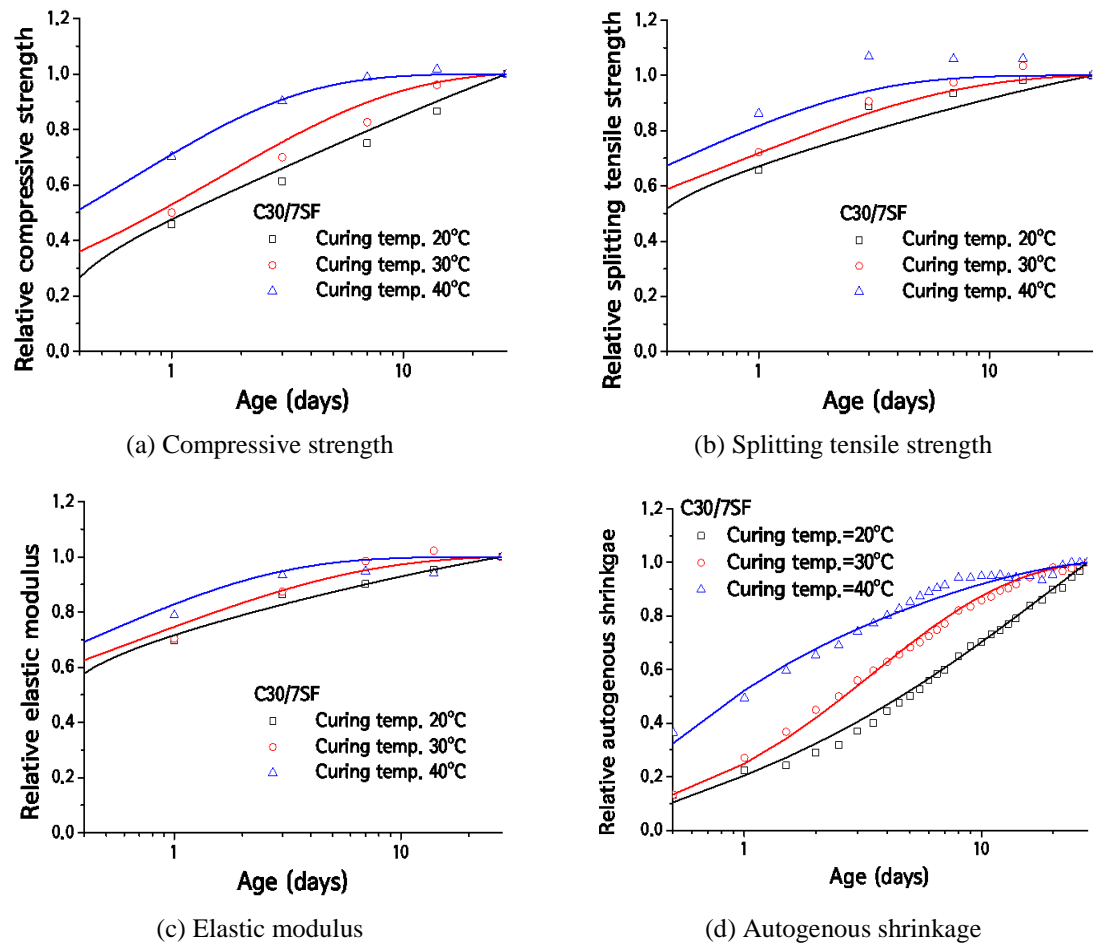 1.2
1.0
0.8
0.6
0.4
0.2
0.0
Relative compressive strength
C30/7SF
Curing temp. 20°C
Curing temp. 30°C
Curing temp. 40°C
1
10
Age (days)
(a) Compressive strength
1.2
1.0
0.8
0.6
0.4
0.2
0.0
Relative splitting tensile strength
C30/7SF
Curing temp. 20°C
Curing temp. 30°C
Curing temp. 40°C
1
10
Age (days)
(b) Splitting tensile strength
1.2
1.0
0.8
0.6
0.4
0.2
0.0
Relative elastic modulus
C30/7SF
Curing temp. 20°C
Curing temp. 30°C
Curing temp. 40°C
1
10
Age (days)
(c) Elastic modulus
1.2
1.0
0.8
0.6
0.4
0.2
0.0
Relative autogenous shrinkgae
C30/7SF
Curing temp.=20°C
Curing temp.=30°C
Curing temp.=40°C
1
10
Age (days)
(d) Autogenous shrinkage